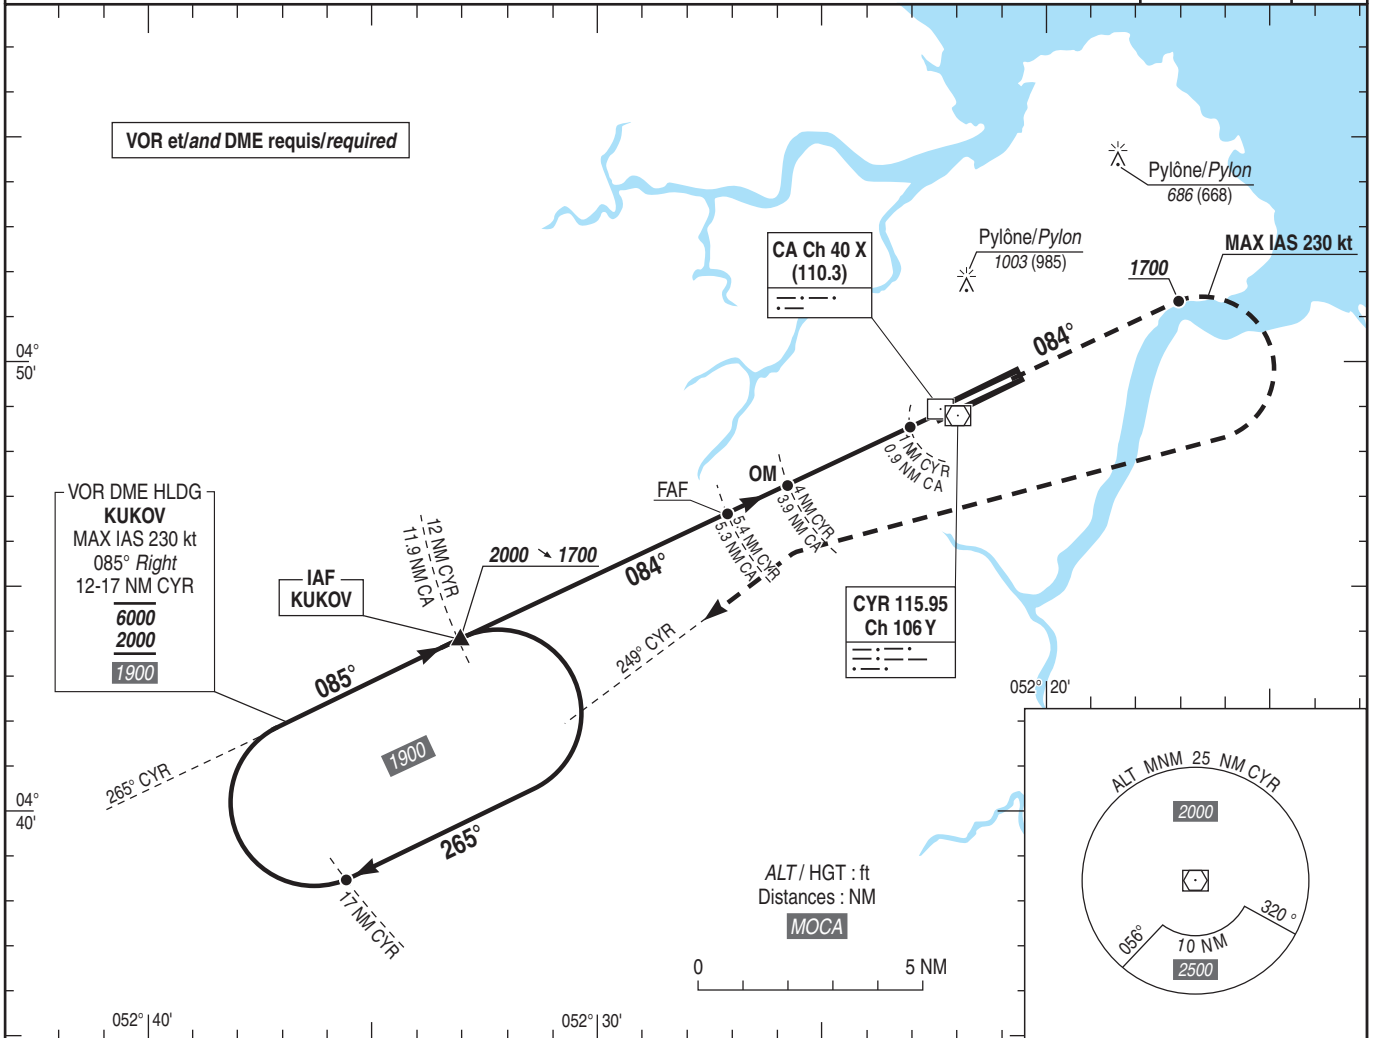 VOR et/and DME requis/required
Pylône/Pylon
686 (668)
CA Ch 40 X
(110.3)
Pylône/Pylon
1003 (985)
MAX IAS 230 kt
1700
084°
04°
50'
1 NM CYR
0.9 NM CA
OM
4 NM CYR
3.9 NM CA
FAF
5.4 NM CYR
5.3 NM CA
VOR DME HLDG
KUKOV
MAX IAS 230 kt
085° Right
12-17 NM CYR
6000
2000
1900
12 NM CYR
11.9 NM CA
2000 ↘ 1700
084°
IAF
KUKOV
CYR 115.95
Ch 106 Y
249° CYR
085°
052° 20'
1900
265° CYR
04°
40'
265°
17 NM CYR
ALT / HGT : ft
Distances : NM
MOCA
0 5 NM
ALT MNM 25 NM CYR
2000
056°
320°
10 NM
2500
052° 40'
052° 30'